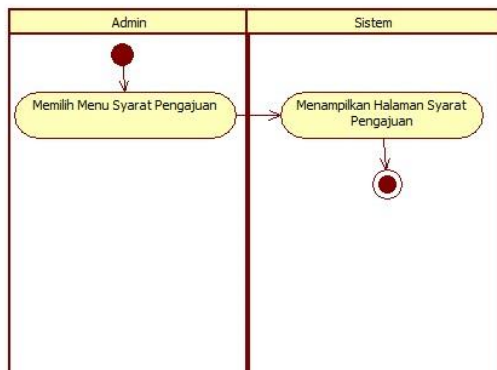 Admin
Sistem
Memilih Menu Syarat Pengajuan
Menampilkan Halaman Syarat
Pengajuan